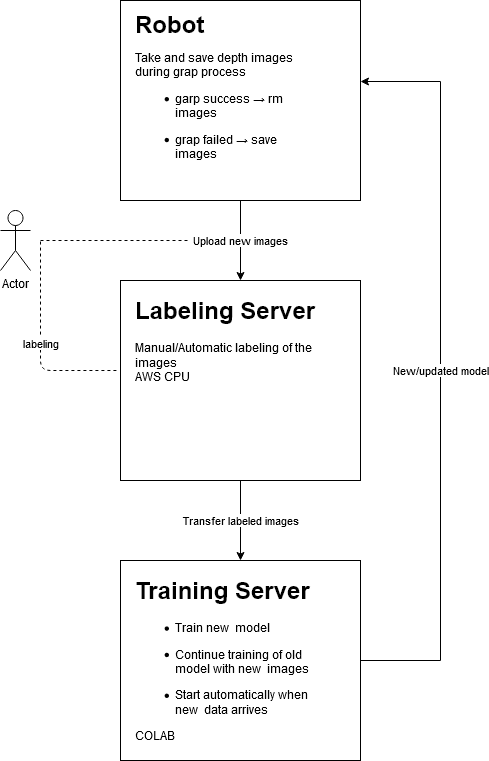 Robot
Take and save depth images
during grap process
garp success → rm
images
grap failed → save
images
Upload new images
Actor
labeling
Labeling Server
Manual/Automatic labeling of the
images
AWS CPU
New/updated model
Transfer labeled images
Training Server
Train new model
Continue training of old
model with new images
Start automatically when
new data arrives
COLAB